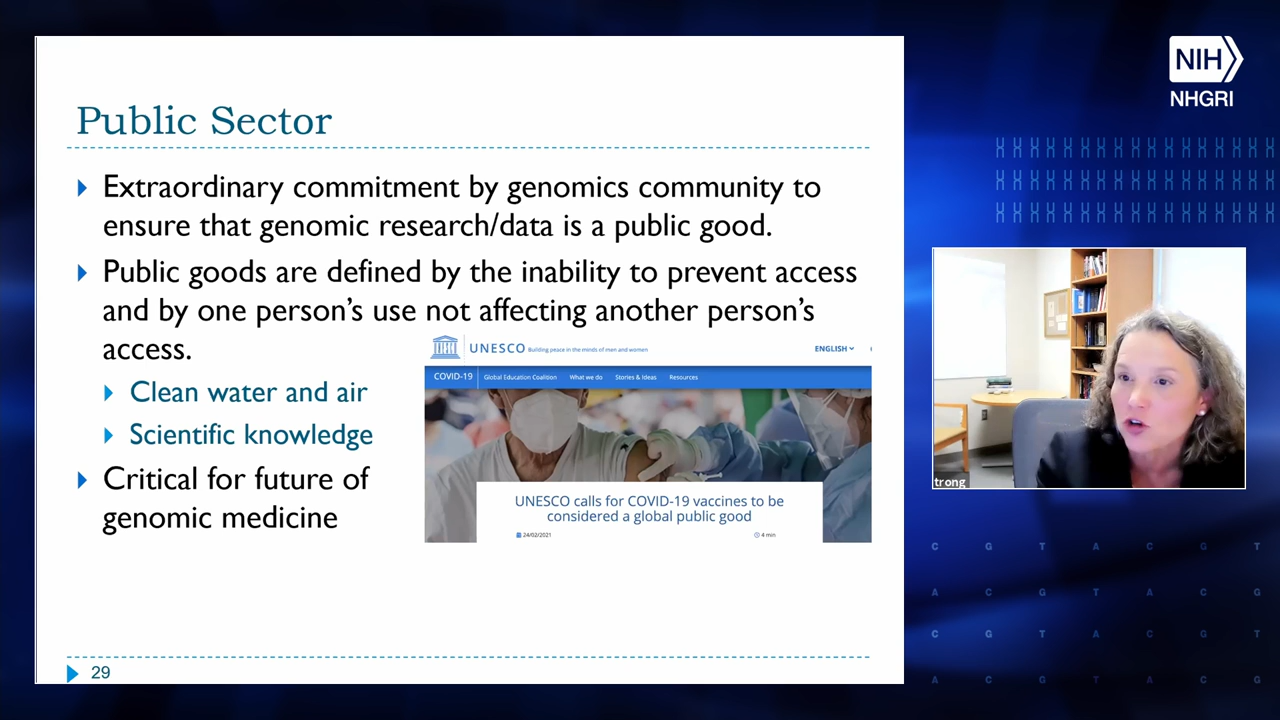 Public Sector
Extraordinary commitment by genomics community to
ensure that genomic research/data is a public good.
Public goods are defined by the inability to prevent access
and by one person’s use not affecting another person’s
access.
Clean water and air
Scientific knowledge
Critical for future of
genomic medicine
UNESCO Building peace in the minds of men and women
ENGLISH
COVID-19 Global Education Coalition What we do Stories & Ideas Resources
UNESCO calls for COVID-19 vaccines to be
considered a global public good
24/02/2021 4 min
29
NIH
NHGRI
trong
C G T A C G T
A C G T A C G
C G T A C G T
A C G T A C G